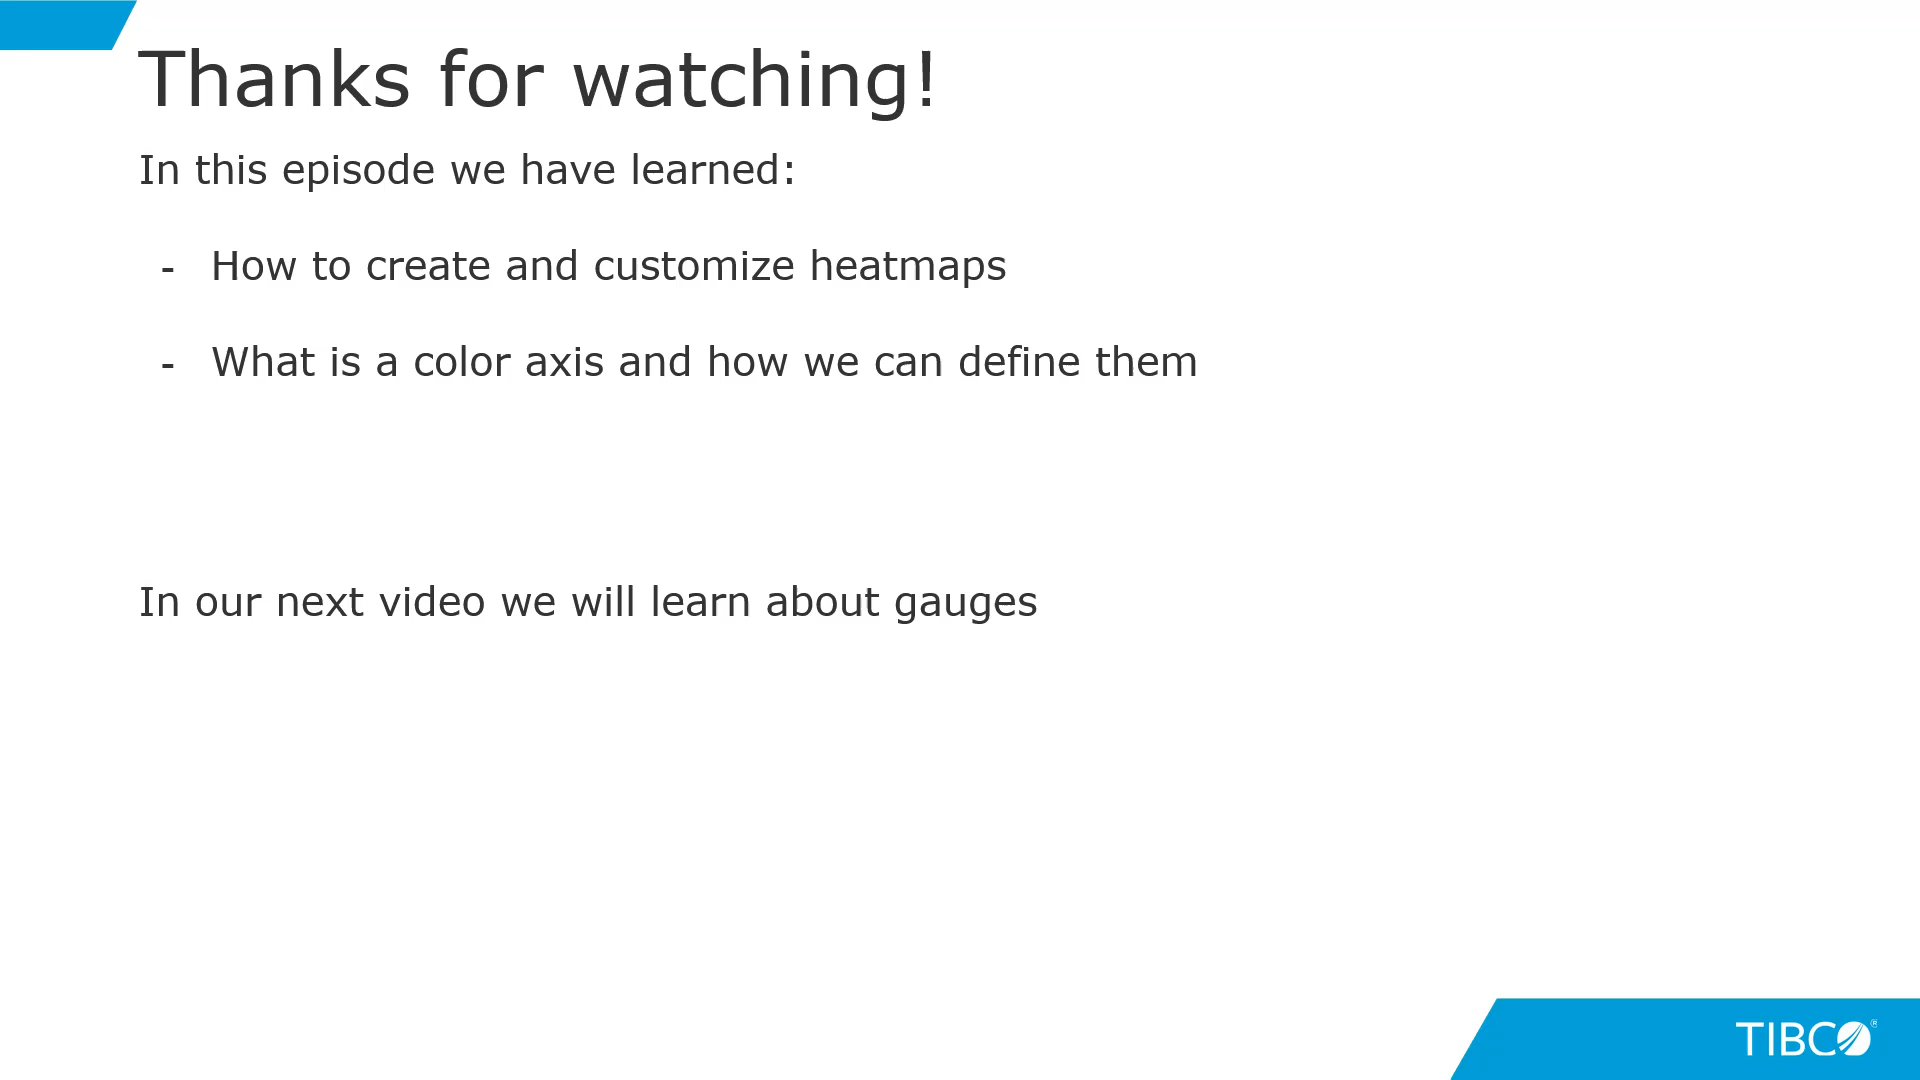 Thanks for watching!
In this episode we have learned:
- How to create and customize heatmaps
- What is a color axis and how we can define them
In our next video we will learn about gauges
TIBCO®